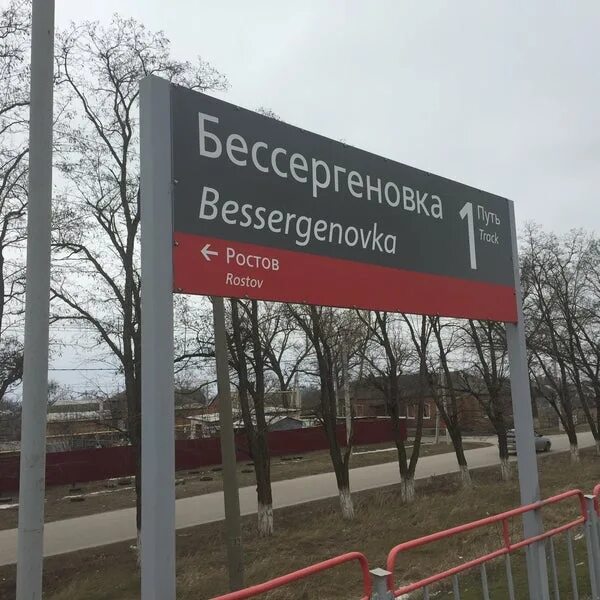 Бессергеновка
Bessergenovka
1 Путь
Track
← Ростов
Rostov